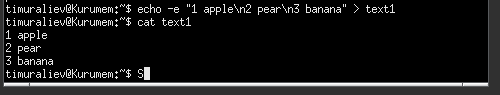 timuraliev@Kurumem:~$ echo -e "1 apple\n2 pear\n3 banana" > text1
timuraliev@Kurumem:~$ cat text1
1 apple
2 pear
3 banana
timuraliev@Kurumem:~$ S